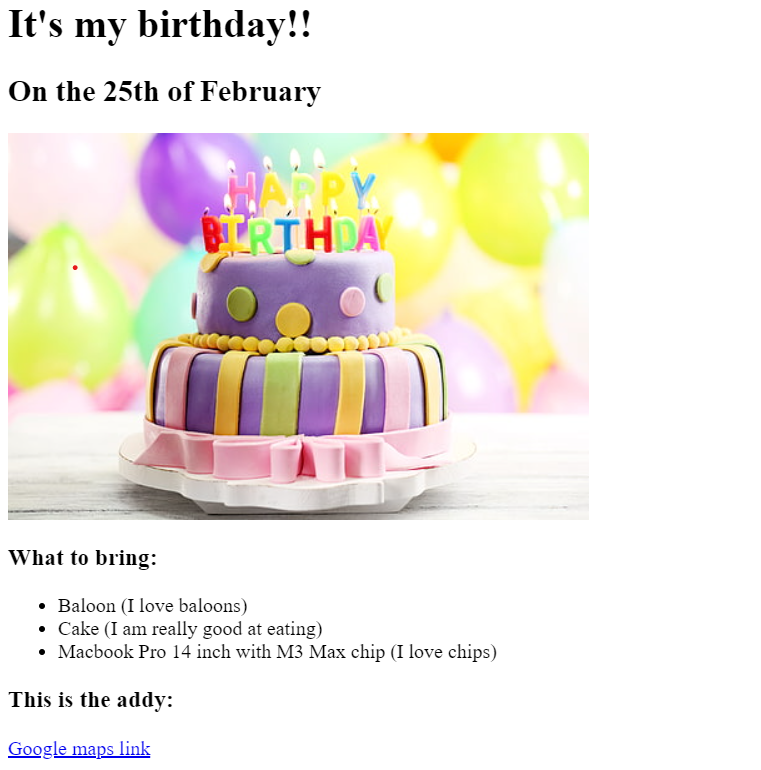 It's my birthday!!
On the 25th of February
HAPPY
BIRTHDAY
What to bring:
Baloon (I love baloons)
Cake (I am really good at eating)
Macbook Pro 14 inch with M3 Max chip (I love chips)
This is the addy:
Google maps link